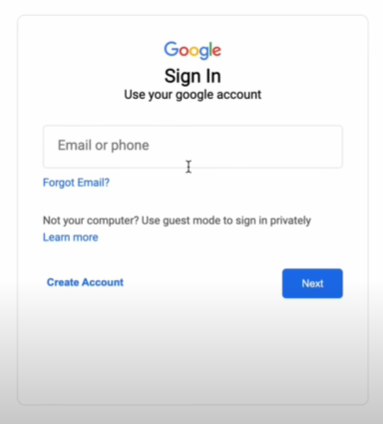 Google
Sign In
Use your google account
Email or phone
Forgot Email?
Not your computer? Use guest mode to sign in privately
Learn more
Create Account
Next